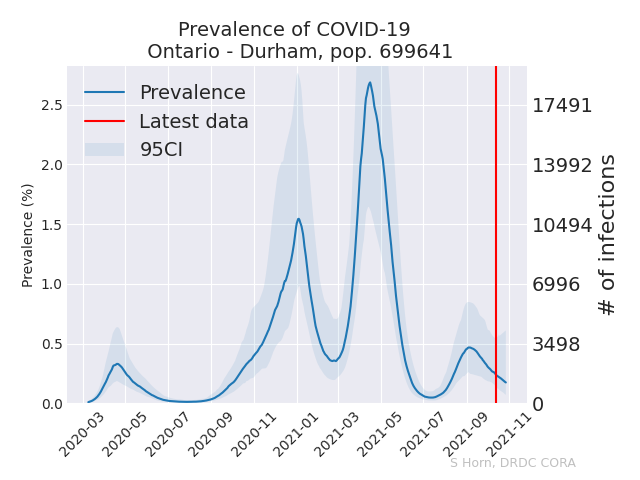 Prevalence of COVID-19
Ontario - Durham, pop. 699641
Prevalence
Latest data
95CI
Prevalence (%)
2.5
2.0
1.5
1.0
0.5
0.0
17491
13992
10494
6996
3498
0
# of infections
2020-03
2020-05
2020-07
2020-09
2020-11
2021-01
2021-03
2021-05
2021-07
2021-09
2021-11
S Horn, DRDC CORA